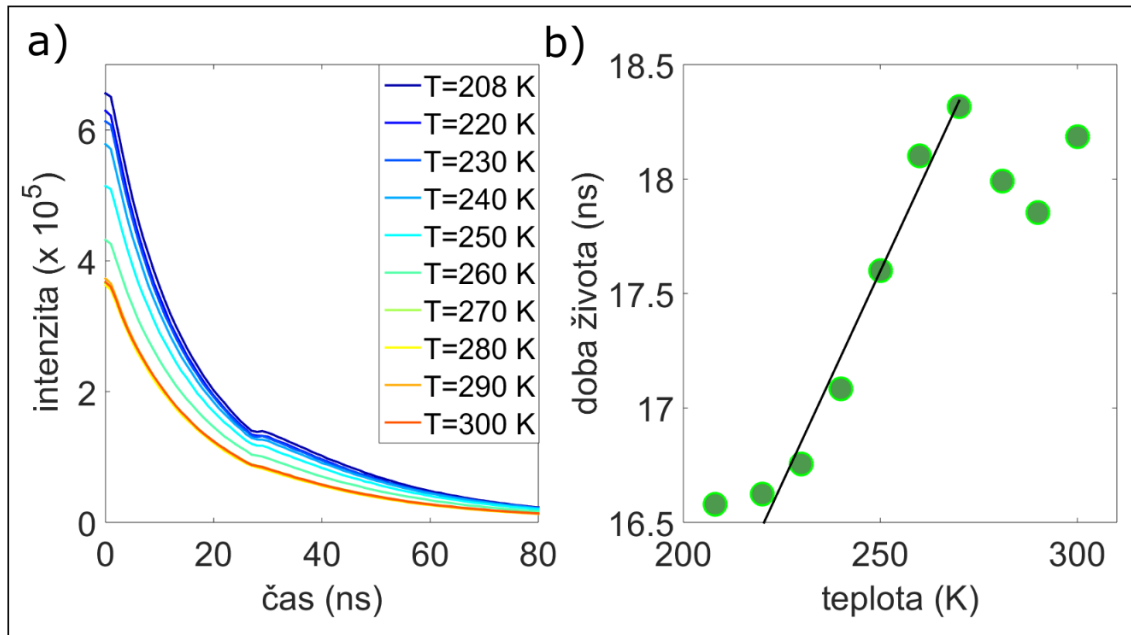 a)
intenzita (x 10^5)
6
4
2
0
0 20 40 60 80
čas (ns)
T=208 K
T=220 K
T=230 K
T=240 K
T=250 K
T=260 K
T=270 K
T=280 K
T=290 K
T=300 K
b)
doba života (ns)
18.5
18
17.5
17
16.5
200 250 300
teplota (K)